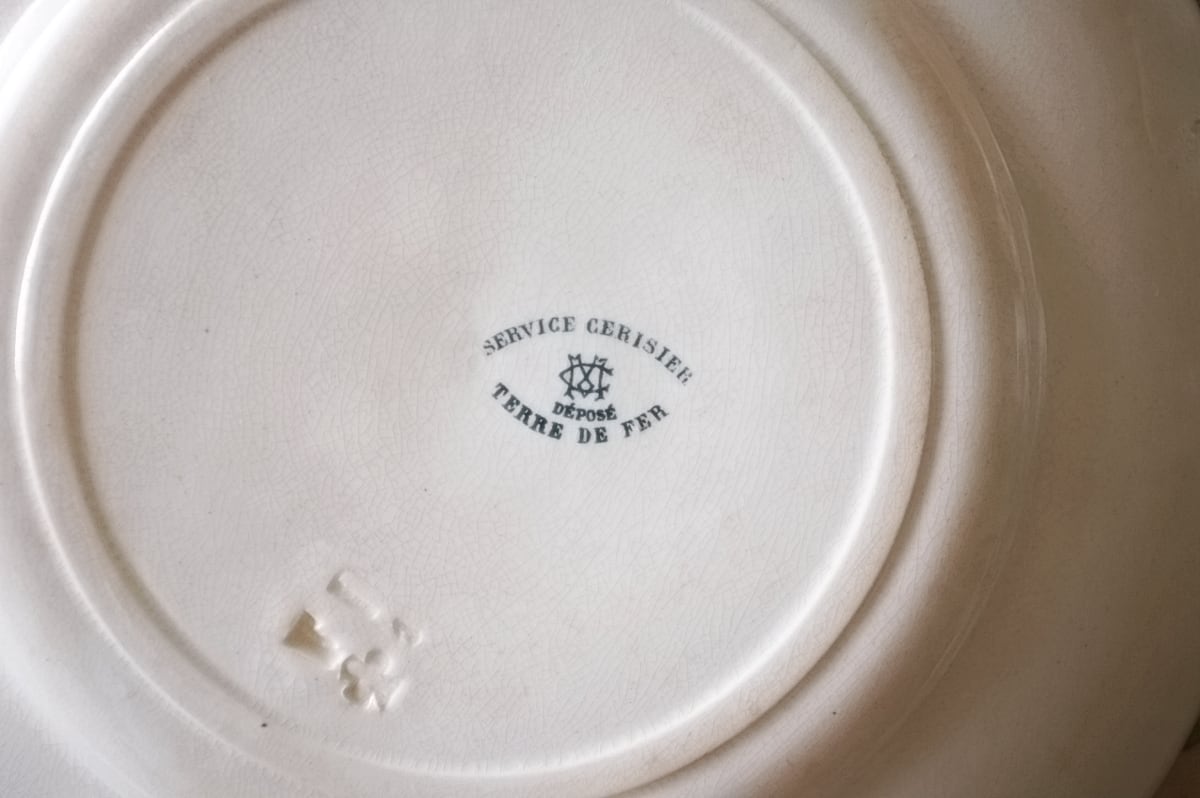 SERVICE CERISIER
DÉPOSÉ
TERRE DE FER